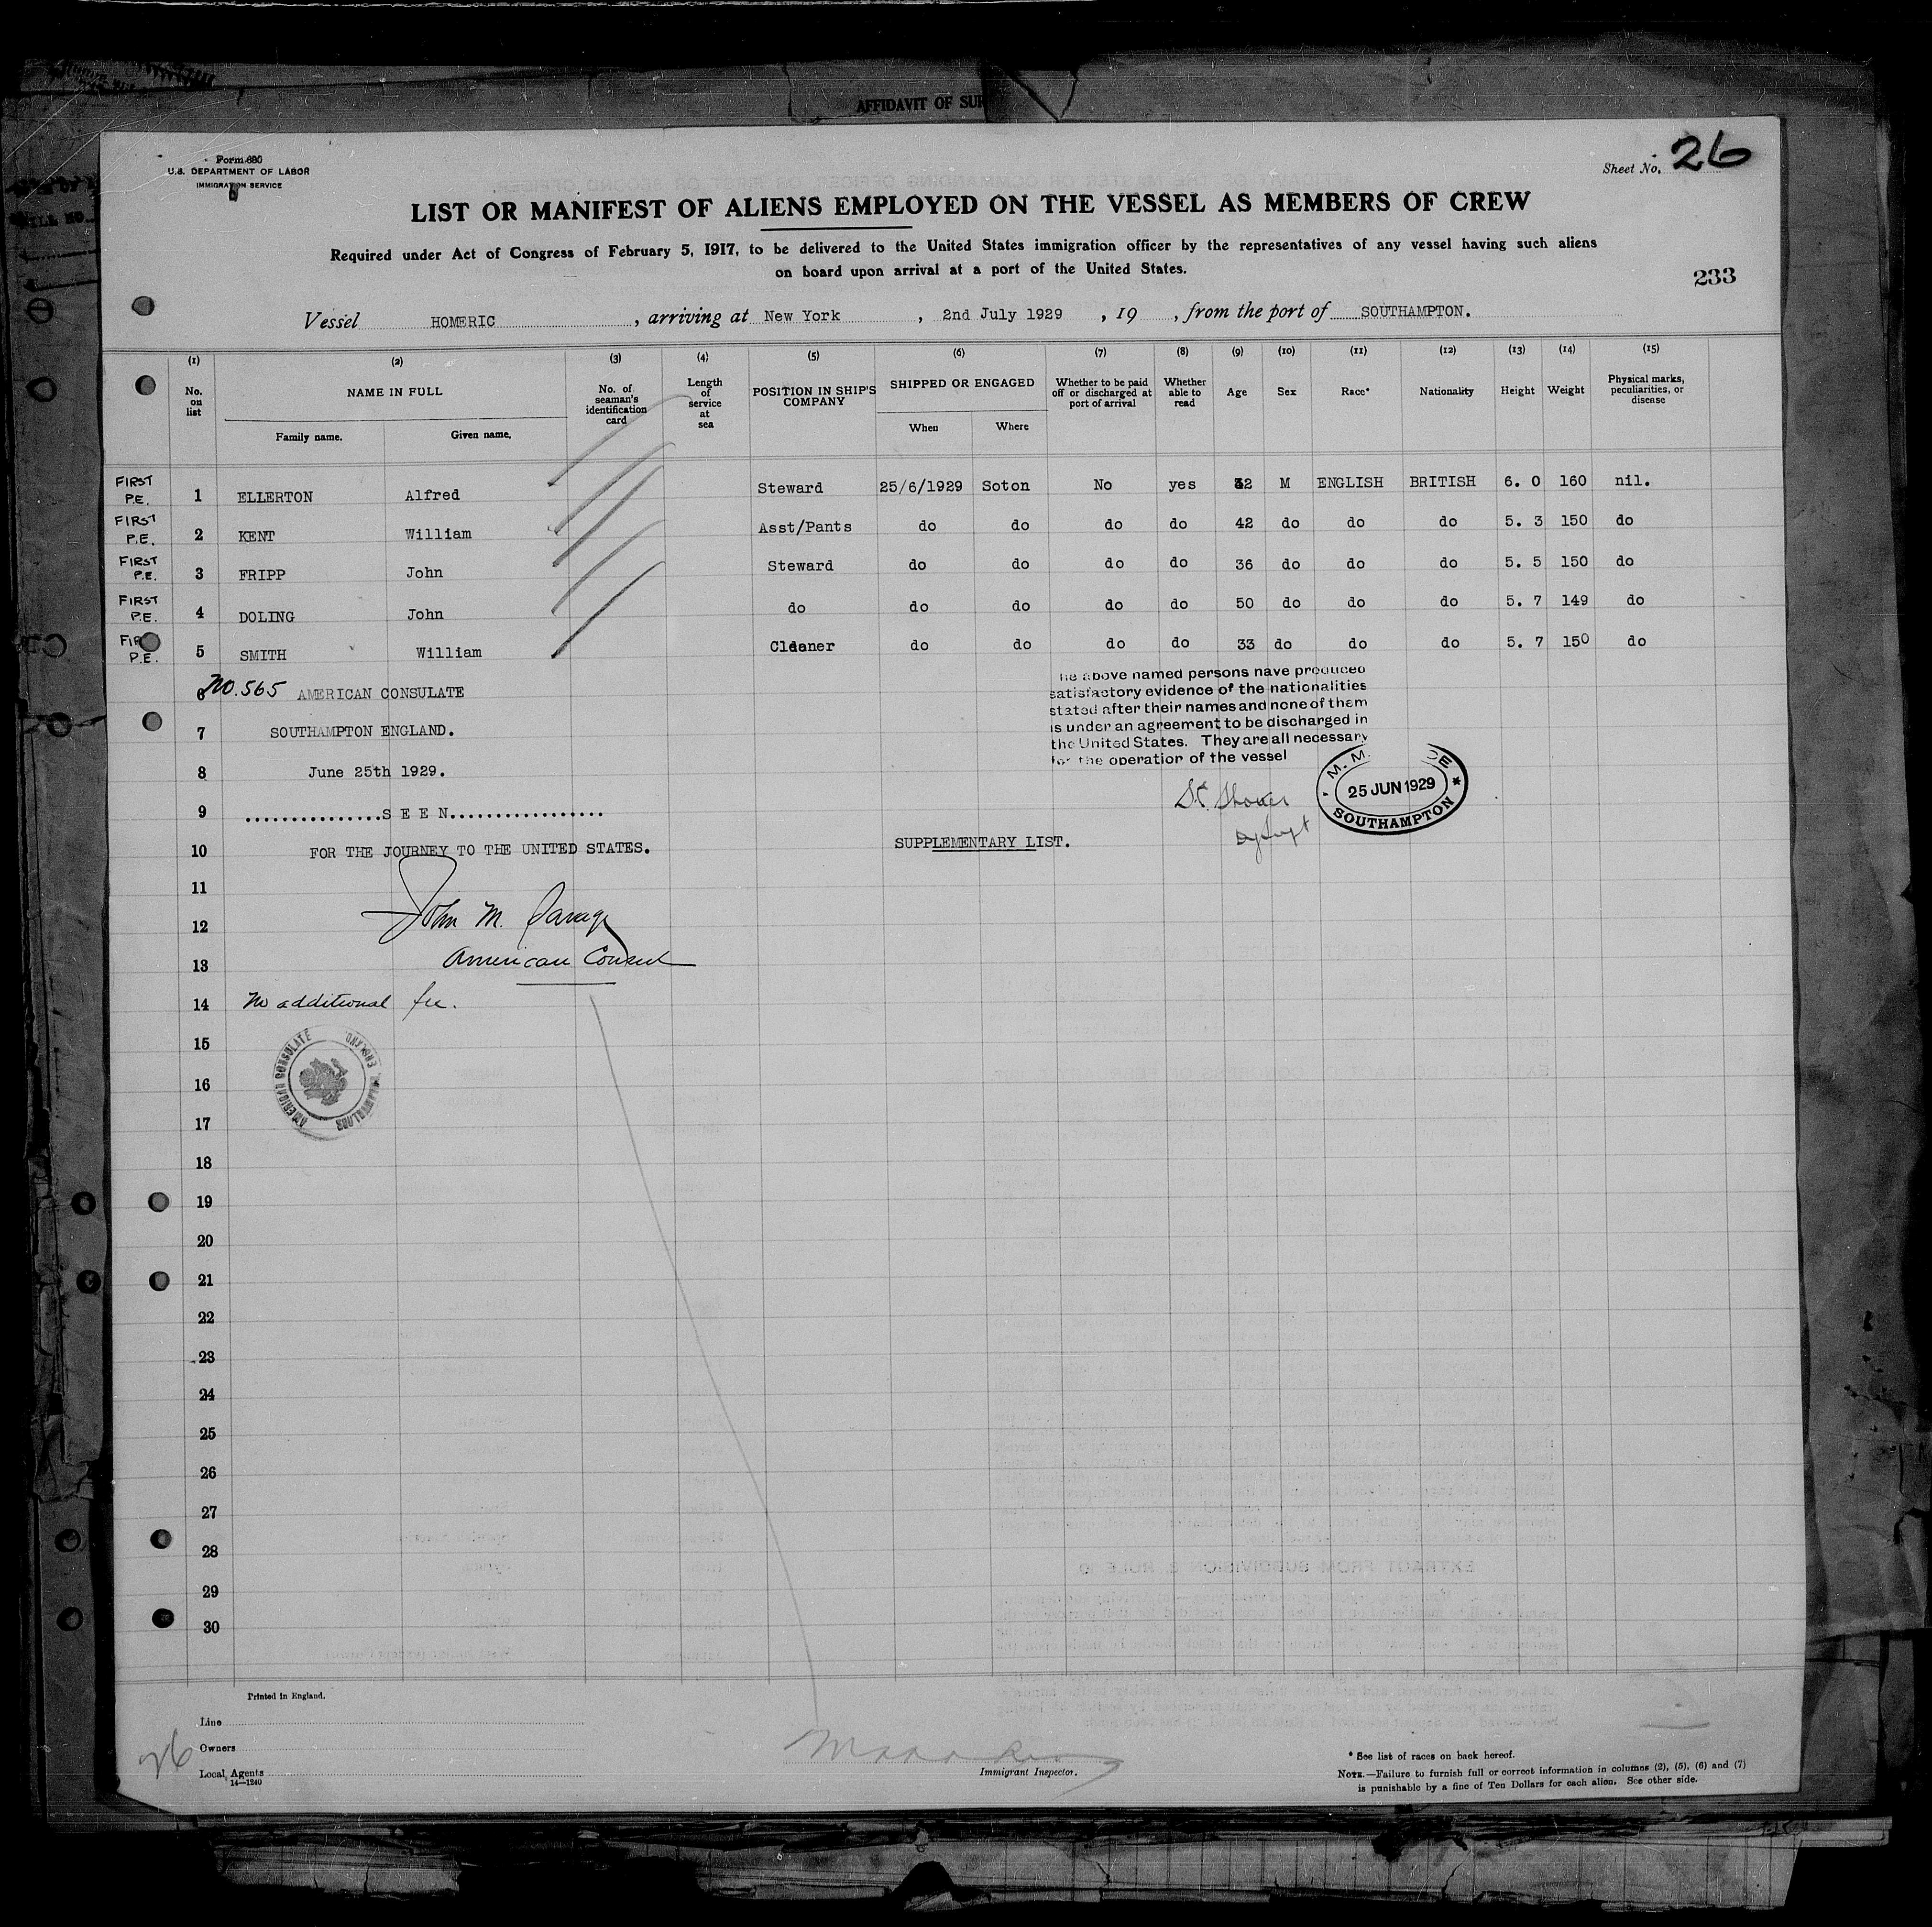 AFFIDAVIT OF SUR
Form 680
U.S. DEPARTMENT OF LABOR
IMMIGRATION SERVICE
Sheet No. 26
LIST OR MANIFEST OF ALIENS EMPLOYED ON THE VESSEL AS MEMBERS OF CREW
Required under Act of Congress of February 5, 1917, to be delivered to the United States immigration officer by the representatives of any vessel having such aliens
on board upon arrival at a port of the United States.
233
Vessel HOMERIC, arriving at New York, 2nd July 1929, 19, from the port of SOUTHAMPTON.
(1) (2) (3) (4) (5) (6) (7) (8) (9) (10) (11) (12) (13) (14) (15)
No. on list
NAME IN FULL
Family name. Given name.
No. of seaman's identification card
Length of service at sea
POSITION IN SHIP'S COMPANY
SHIPPED OR ENGAGED
When Where
Whether to be paid off or discharged at port of arrival
Whether able to read
Age Sex Race* Nationality Height Weight
Physical marks, peculiarities, or disease
FIRST P.E. 1 ELLERTON Alfred Steward 25/6/1929 Soton No yes 32 M ENGLISH BRITISH 6. 0 160 nil.
FIRST P.E. 2 KENT William Asst/Pants do do do do 42 do do do 5. 3 150 do
FIRST P.E. 3 FRIPP John Steward do do do do 36 do do do 5. 5 150 do
FIRST P.E. 4 DOLING John do do do do do 50 do do do 5. 7 149 do
FIR P.E. 5 SMITH William Cleaner do do do do 33 do do do 5. 7 150 do
6 No. 565 AMERICAN CONSULATE
7 SOUTHAMPTON ENGLAND.
8 June 25th 1929.
9 ...............S E E N.................
10 FOR THE JOURNEY TO THE UNITED STATES.
he above named persons have produced
satisfactory evidence of the nationalities
stated after their names and none of them
is under an agreement to be discharged in
the United States. They are all necessary
for the operation of the vessel
M. M. CE
25 JUN 1929
SOUTHAMPTON
SUPPLEMENTARY LIST.
11
12 John M. Savage
13 American Consul
14 No additional fee.
AMERICAN CONSULATE SOUTHAMPTON, ENGLAND
15
16
17
18
19
20
21
22
23
24
25
26
27
28
29
30
Printed in England.
Line
Owners
Local Agents
14—1240
26
Immigrant Inspector.
* See list of races on back hereof.
NOTE.—Failure to furnish full or correct information in columns (2), (5), (6) and (7)
is punishable by a fine of Ten Dollars for each alien. See other side.